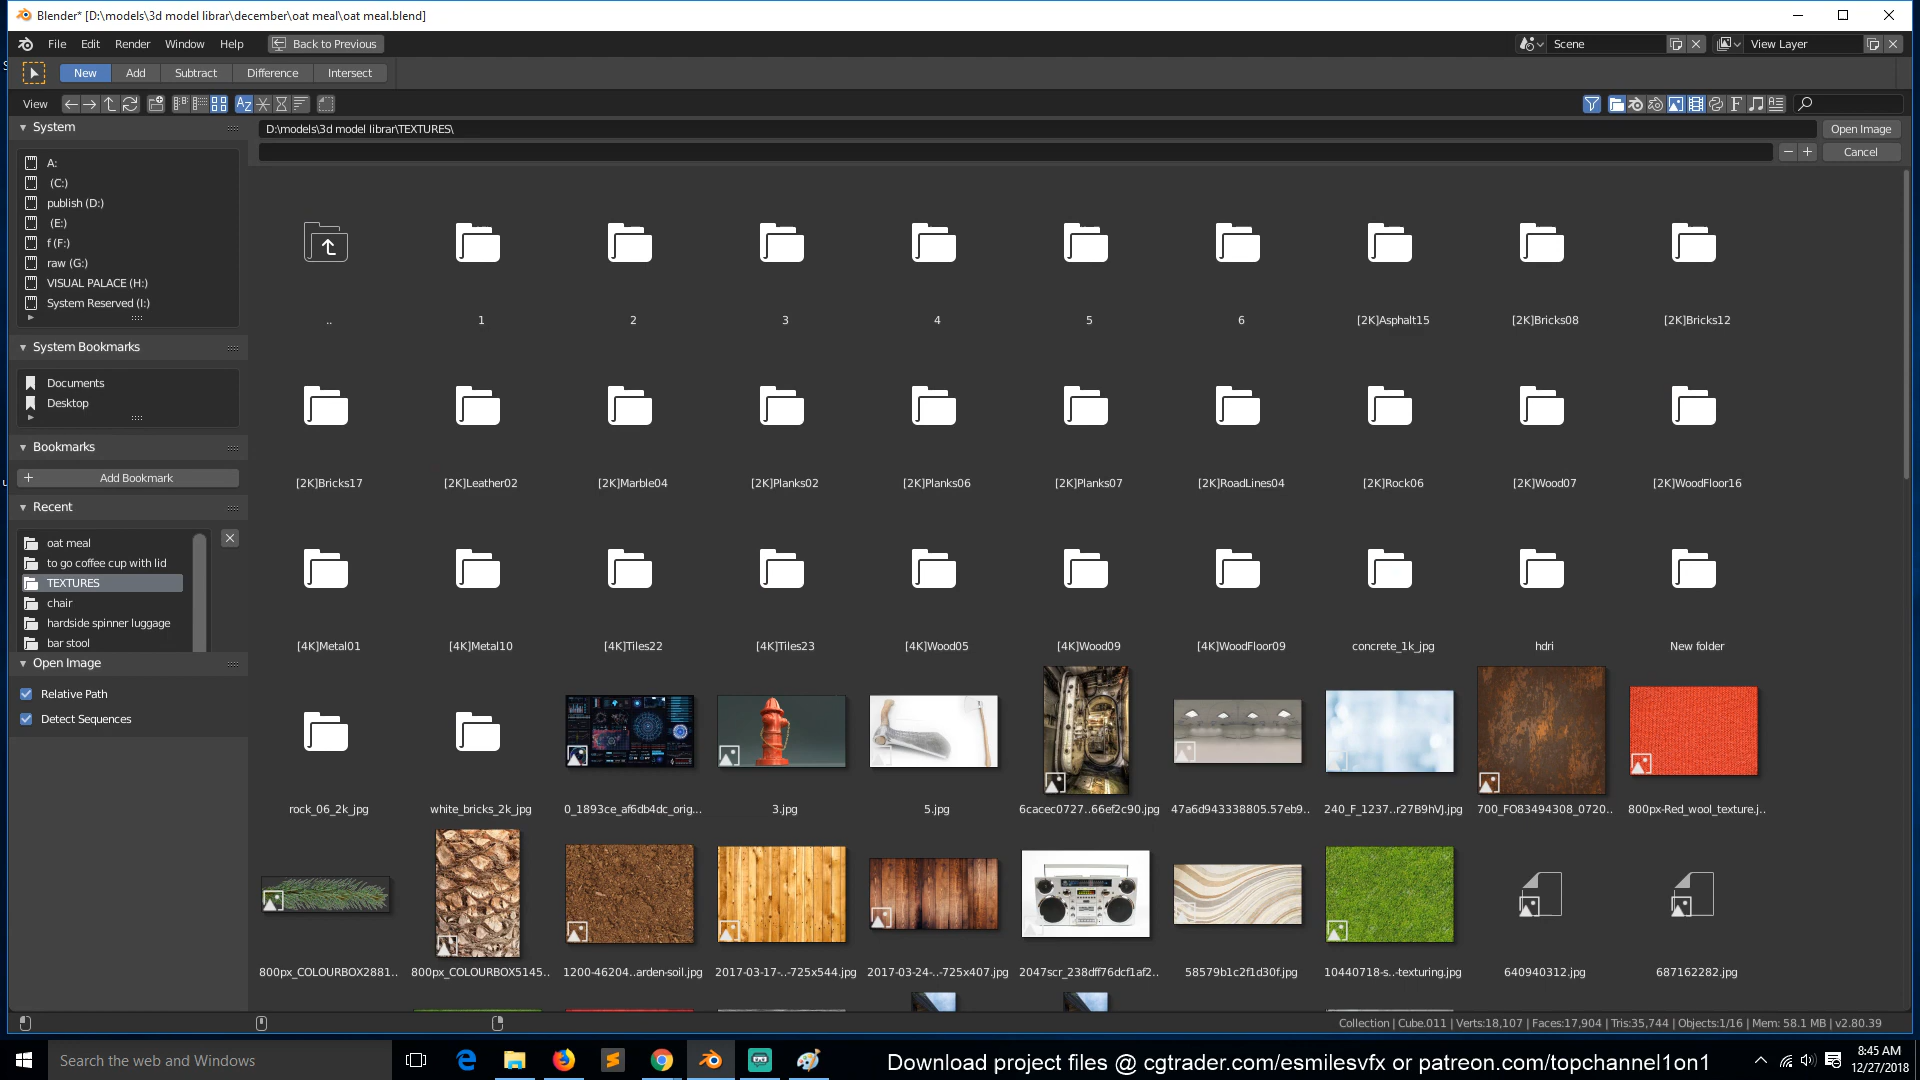 Blender* [D:\models\3d model librar\december\oat meal\oat meal.blend]
File Edit Render Window Help Back to Previous Scene View Layer
New Add Subtract Difference Intersect
View
System
D:\models\3d model librar\TEXTURES\
Open Image
Cancel
A:
(C:)
publish (D:)
(E:)
f (F:)
raw (G:)
VISUAL PALACE (H:)
System Reserved (I:)
System Bookmarks
Documents
Desktop
Bookmarks
Add Bookmark
Recent
oat meal
to go coffee cup with lid
TEXTURES
chair
hardside spinner luggage
bar stool
Open Image
Relative Path
Detect Sequences
.. 1 2 3 4 5 6 [2K]Asphalt15 [2K]Bricks08 [2K]Bricks12
[2K]Bricks17 [2K]Leather02 [2K]Marble04 [2K]Planks02 [2K]Planks06 [2K]Planks07 [2K]RoadLines04 [2K]Rock06 [2K]Wood07 [2K]WoodFloor16
[4K]Metal01 [4K]Metal10 [4K]Tiles22 [4K]Tiles23 [4K]Wood05 [4K]Wood09 [4K]WoodFloor09 concrete_1k_jpg hdri New folder
rock_06_2k_jpg white_bricks_2k_jpg 0_1893ce_af6db4dc_orig... 3.jpg 5.jpg 6cacec0727..66ef2c90.jpg 47a6d943338805.57eb9.. 240_F_1237..r27B9hVJ.jpg 700_FO83494308_0720.. 800px-Red_wool_texture.j..
800px_COLOURBOX2881.. 800px_COLOURBOX5145.. 1200-46204..arden-soil.jpg 2017-03-17-..-725x544.jpg 2017-03-24-..-725x407.jpg 2047scr_238dff76dcf1af2.. 58579b1c2f1d30f.jpg 10440718-s..-texturing.jpg 640940312.jpg 687162282.jpg
Collection | Cube.011 | Verts:18,107 | Faces:17,904 | Tris:35,744 | Objects:1/16 | Mem: 58.1 MB | v2.80.39
Search the web and Windows
Download project files @ cgtrader.com/esmilesvfx or patreon.com/topchannel1on1
8:45 AM
12/27/2018